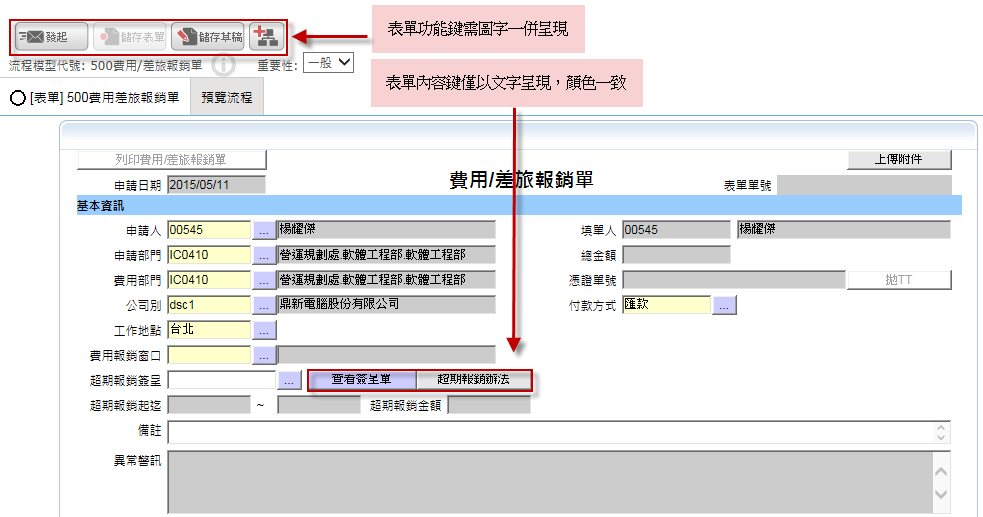 表單功能鍵需圖字一併呈現
發起 儲存表單 儲存草稿
流程模型代號: 500費用/差旅報銷單 重要性: 一般
表單內容鍵僅以文字呈現，顏色一致
[表單] 500費用差旅報銷單 預覽流程
列印費用/差旅報銷單 上傳附件
費用/差旅報銷單
申請日期 2015/05/11 表單單號
基本資訊
申請人 00545 ... 楊耀傑 填單人 00545 楊耀傑
申請部門 IC0410 ... 營運規劃處.軟體工程部.軟體工程部 總金額
費用部門 IC0410 ... 營運規劃處.軟體工程部.軟體工程部 憑證單號 拋TT
公司別 dsc1 ... 鼎新電腦股份有限公司 付款方式 匯款 ...
工作地點 台北 ...
費用報銷窗口 ...
超期報銷簽呈 ... 查看簽呈單 超期報銷辦法
超期報銷起迄 ~ 超期報銷金額
備註
異常警訊